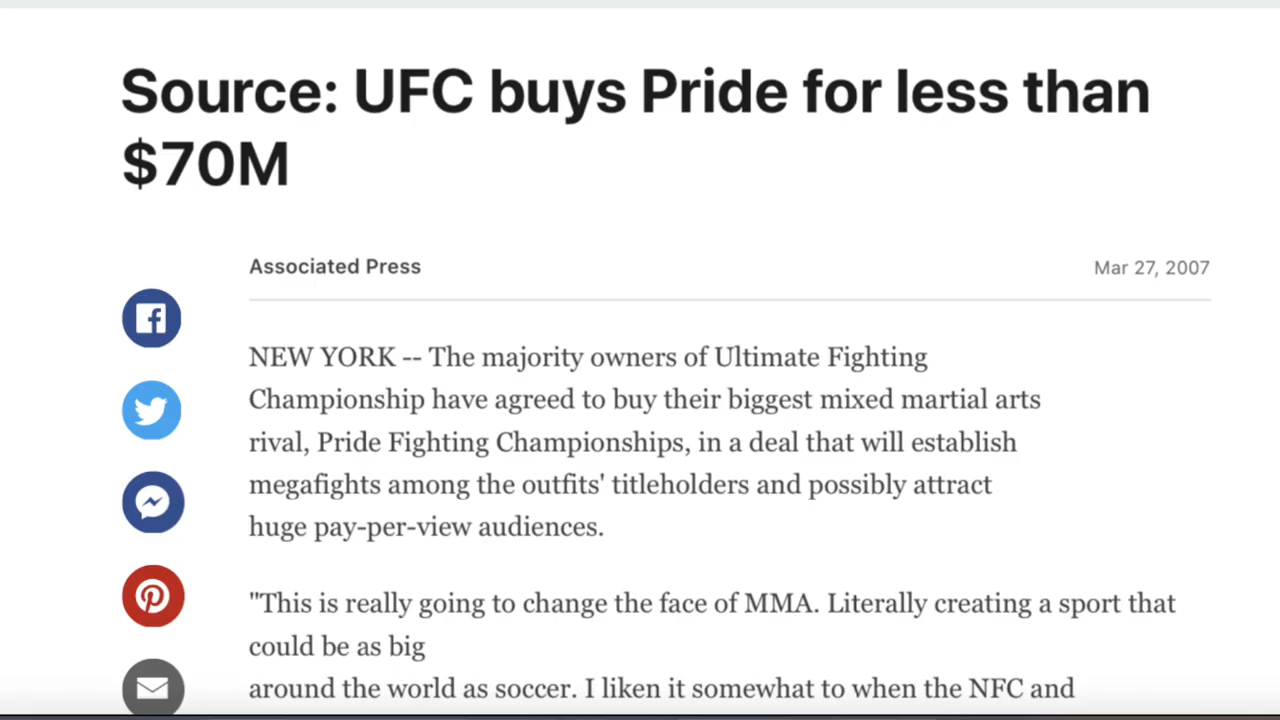 Source: UFC buys Pride for less than
$70M
Associated Press
Mar 27, 2007
NEW YORK -- The majority owners of Ultimate Fighting
Championship have agreed to buy their biggest mixed martial arts
rival, Pride Fighting Championships, in a deal that will establish
megafights among the outfits' titleholders and possibly attract
huge pay-per-view audiences.
"This is really going to change the face of MMA. Literally creating a sport that
could be as big
around the world as soccer. I liken it somewhat to when the NFC and